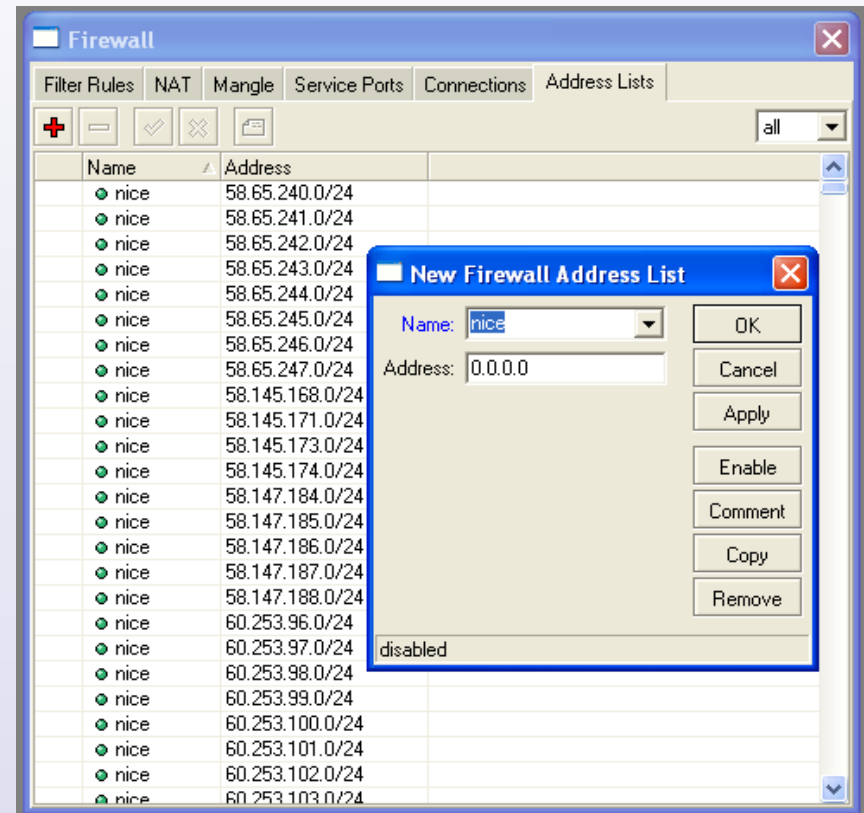 Firewall
Filter Rules NAT Mangle Service Ports Connections Address Lists
all
Name Address
nice 58.65.240.0/24
nice 58.65.241.0/24
nice 58.65.242.0/24
nice 58.65.243.0/24
nice 58.65.244.0/24
nice 58.65.245.0/24
nice 58.65.246.0/24
nice 58.65.247.0/24
nice 58.145.168.0/24
nice 58.145.171.0/24
nice 58.145.173.0/24
nice 58.145.174.0/24
nice 58.147.184.0/24
nice 58.147.185.0/24
nice 58.147.186.0/24
nice 58.147.187.0/24
nice 58.147.188.0/24
nice 60.253.96.0/24
nice 60.253.97.0/24
nice 60.253.98.0/24
nice 60.253.99.0/24
nice 60.253.100.0/24
nice 60.253.101.0/24
nice 60.253.102.0/24
nice 60.253.103.0/24
New Firewall Address List
Name: nice
Address: 0.0.0.0
OK
Cancel
Apply
Enable
Comment
Copy
Remove
disabled